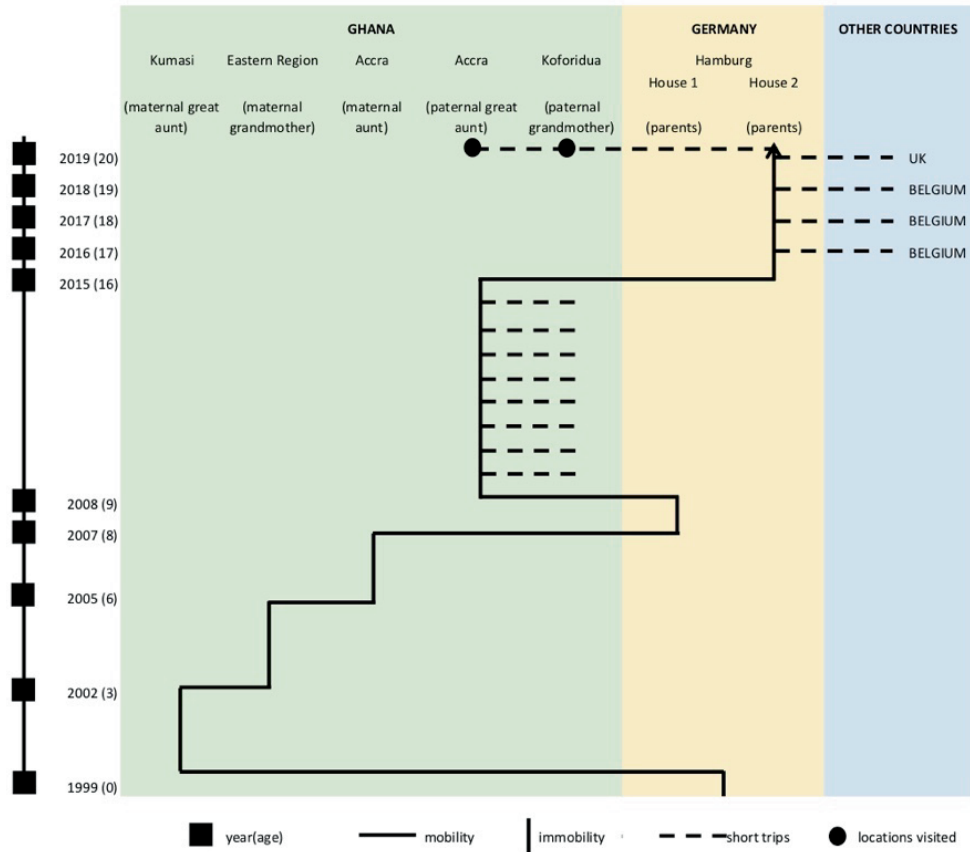 GHANA GERMANY OTHER COUNTRIES
Kumasi Eastern Region Accra Accra Koforidua Hamburg
House 1 House 2
(maternal great aunt) (maternal grandmother) (maternal aunt) (paternal great aunt) (paternal grandmother) (parents) (parents)
2019 (20) UK
2018 (19) BELGIUM
2017 (18) BELGIUM
2016 (17) BELGIUM
2015 (16)
2008 (9)
2007 (8)
2005 (6)
2002 (3)
1999 (0)
year(age) mobility immobility short trips locations visited